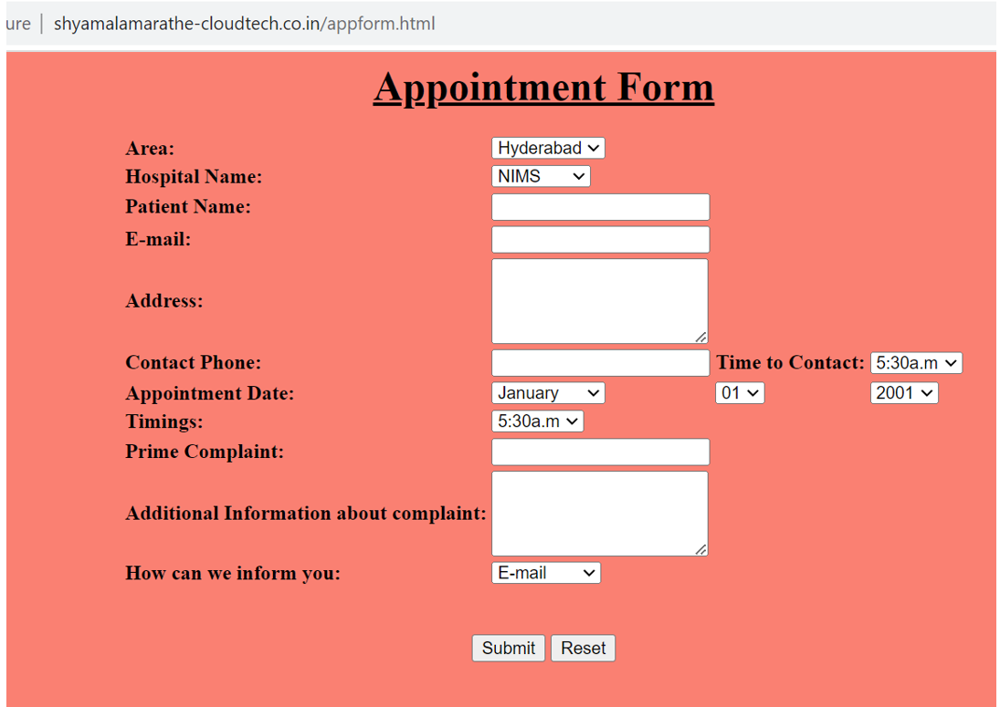 ure | shyamalamarathe-cloudtech.co.in/appform.html
Appointment Form
Area: Hyderabad
Hospital Name: NIMS
Patient Name:
E-mail:
Address:
Contact Phone: Time to Contact: 5:30a.m
Appointment Date: January 01 2001
Timings: 5:30a.m
Prime Complaint:
Additional Information about complaint:
How can we inform you: E-mail
Submit Reset